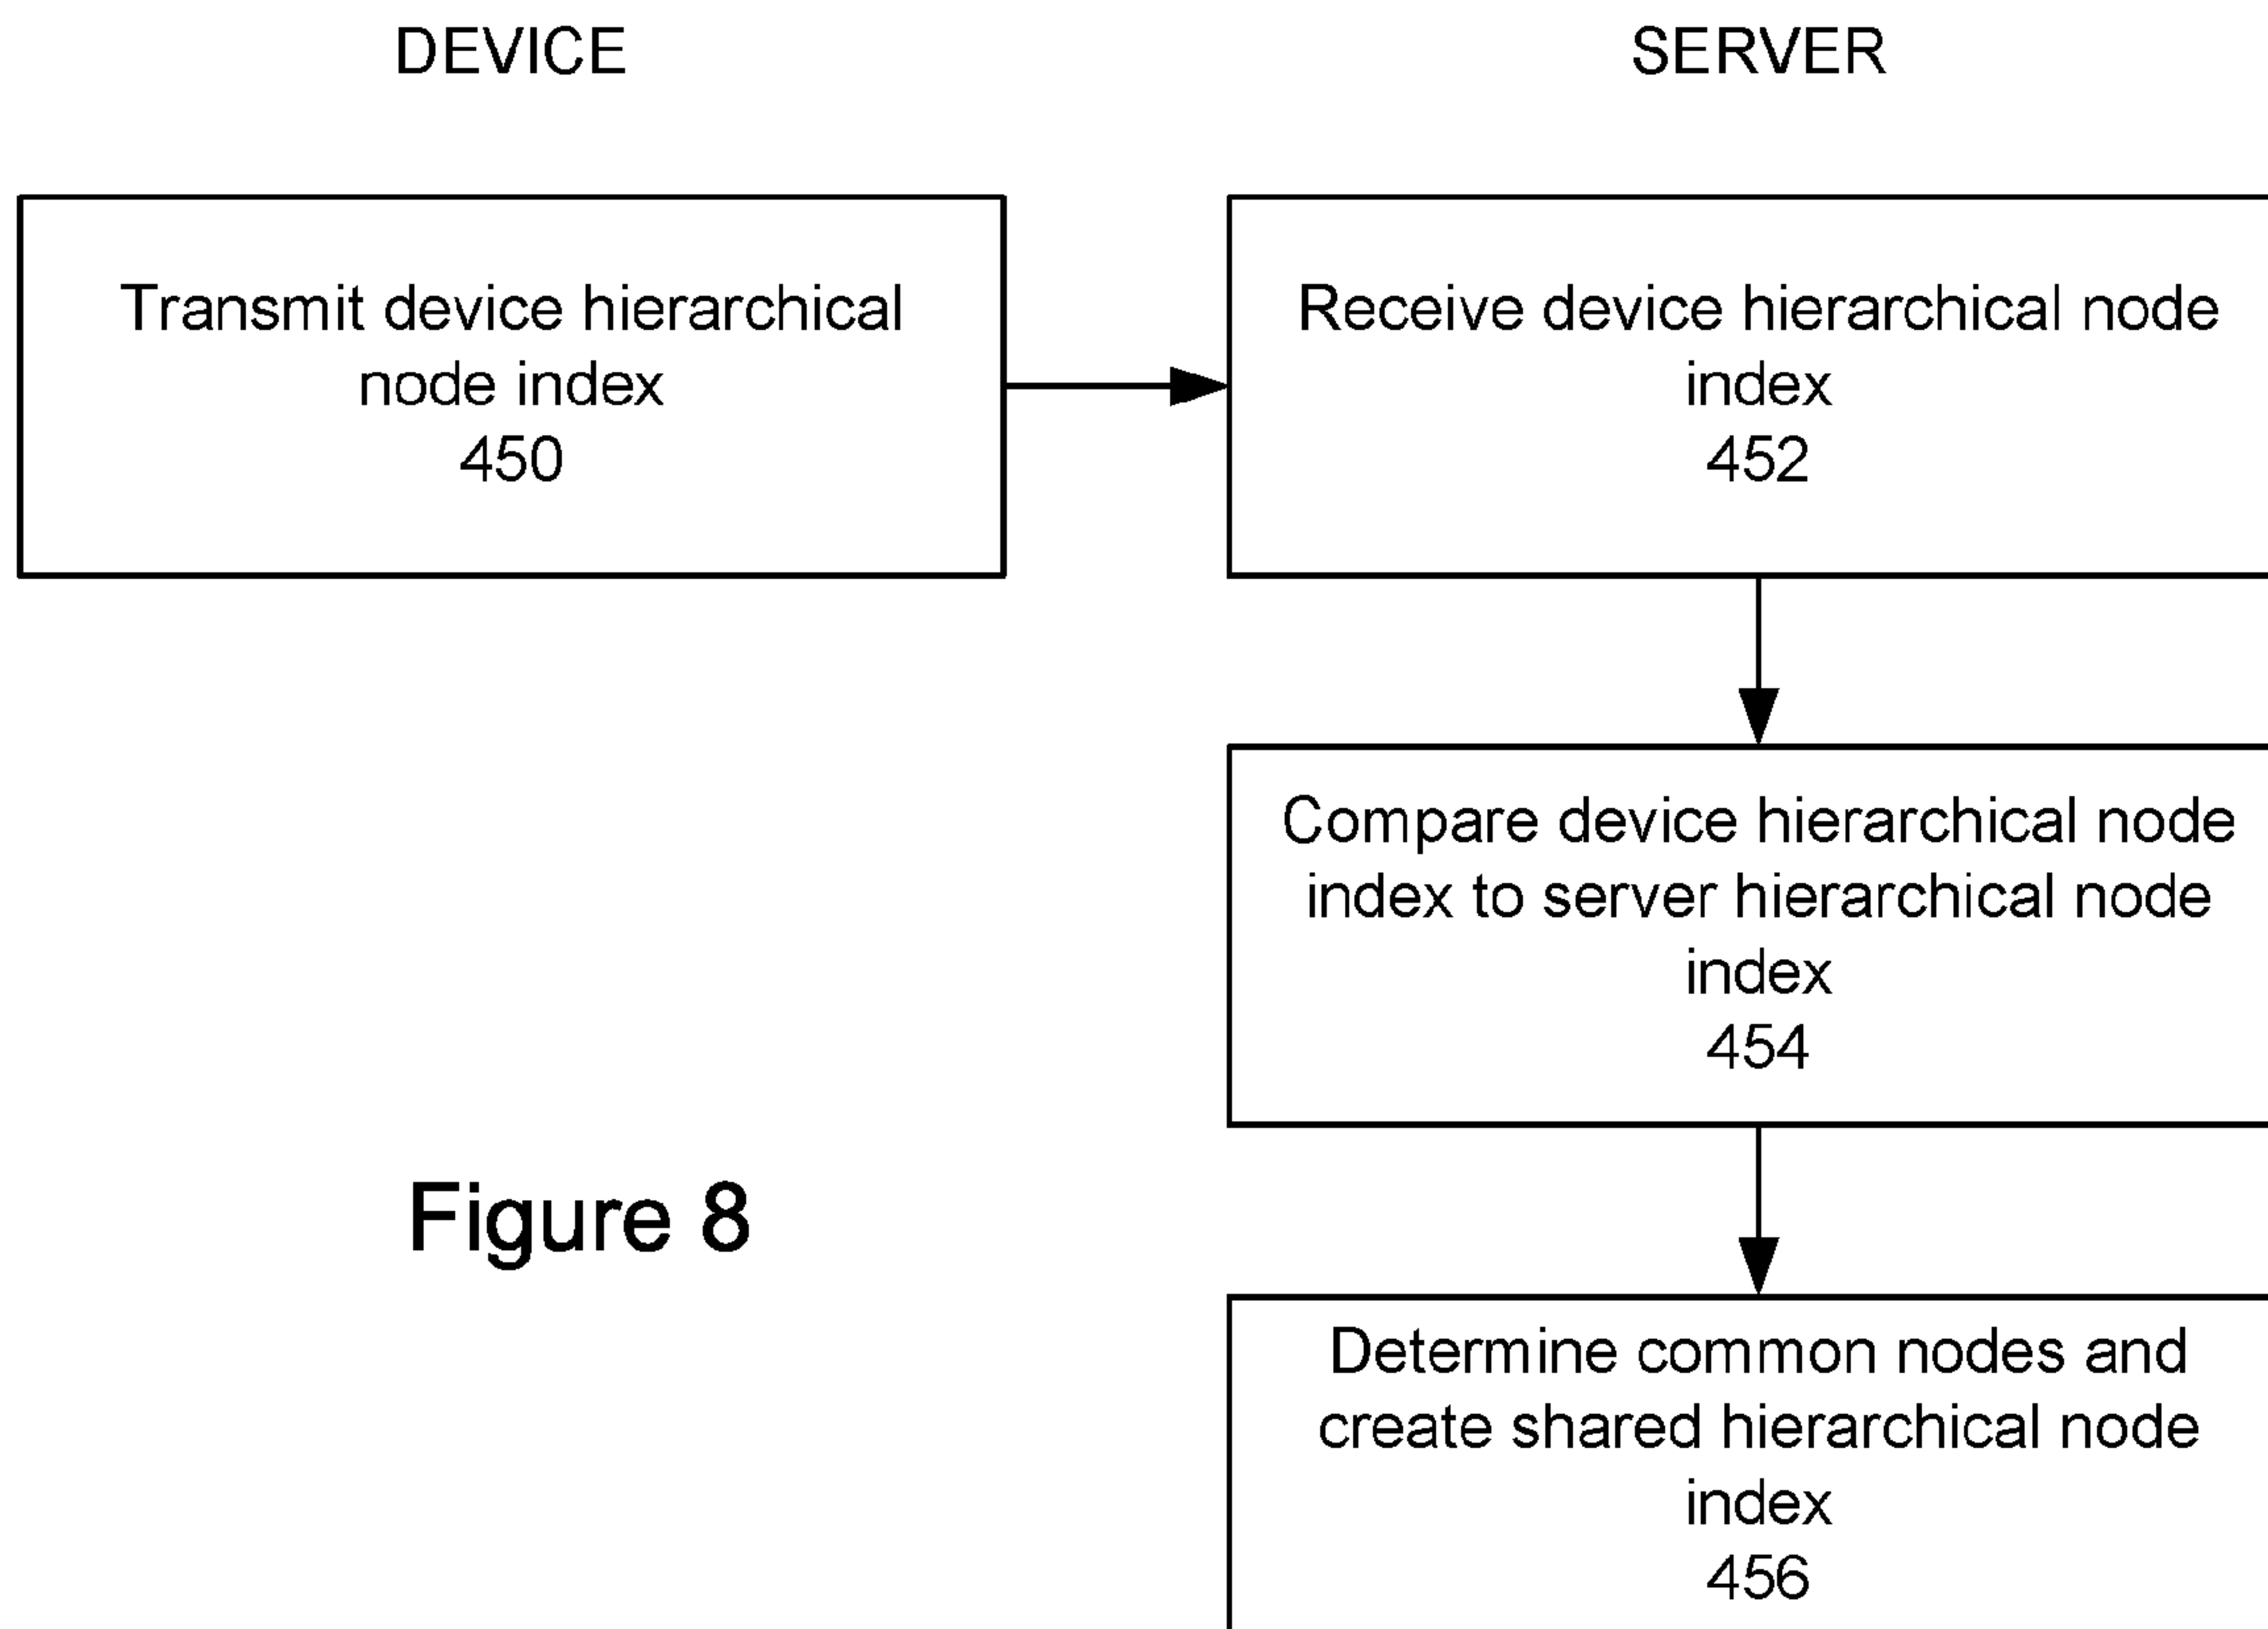 DEVICE
SERVER
Transmit device hierarchical
node index
450
Receive device hierarchical node
index
452
Compare device hierarchical node
index to server hierarchical node
index
454
Figure 8
Determine common nodes and
create shared hierarchical node
index
456